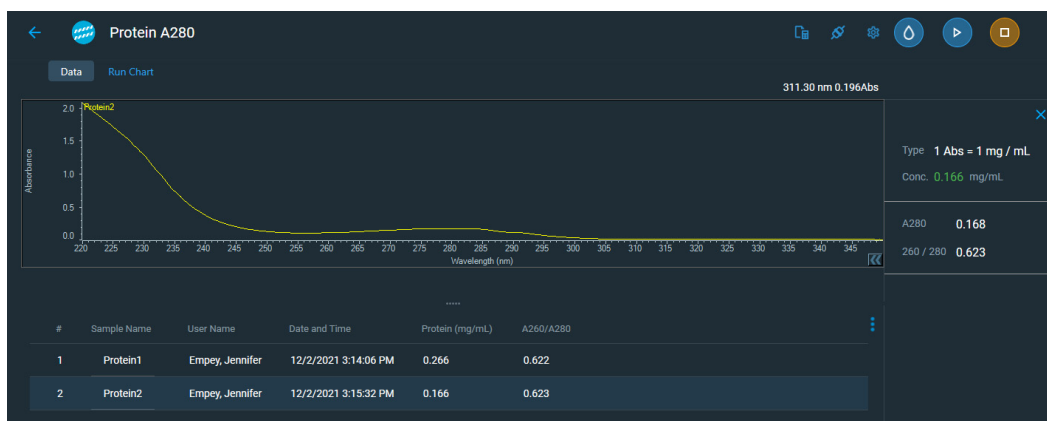 Protein A280
Data Run Chart
311.30 nm 0.196Abs
Protein2
2.0
1.5
1.0
0.5
0.0
Absorbance
220 225 230 235 240 245 250 255 260 265 270 275 280 285 290 295 300 305 310 315 320 325 330 335 340 345
Wavelength (nm)
Type 1 Abs = 1 mg / mL
Conc. 0.166 mg/mL
A280 0.168
260 / 280 0.623
# Sample Name User Name Date and Time Protein (mg/mL) A260/A280
1 Protein1 Empey, Jennifer 12/2/2021 3:14:06 PM 0.266 0.622
2 Protein2 Empey, Jennifer 12/2/2021 3:15:32 PM 0.166 0.623